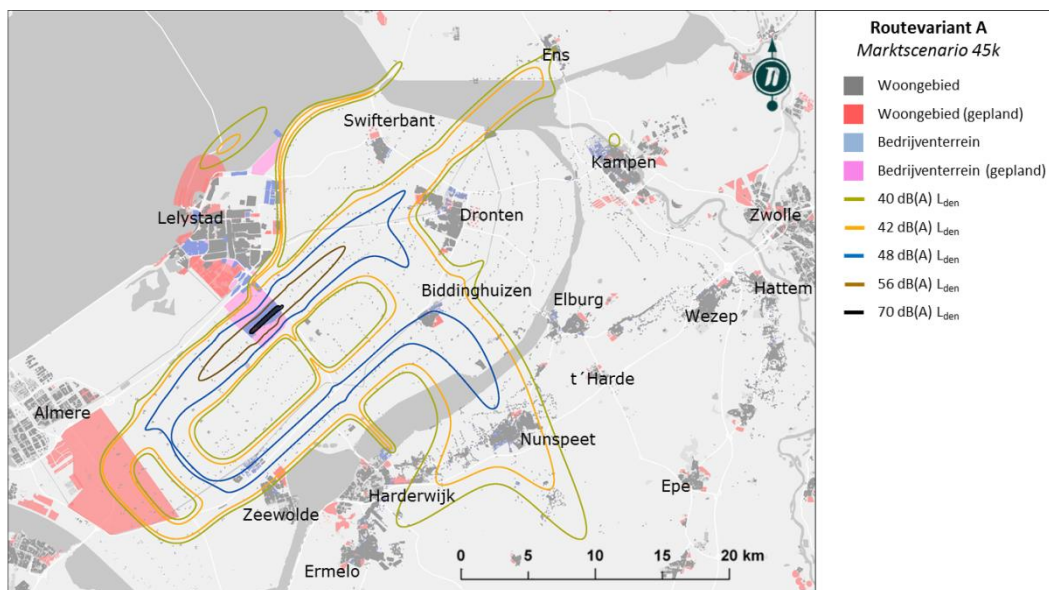 Routevariant A
Marktscenario 45k
Woongebied
Woongebied (gepland)
Bedrijventerrein
Bedrijventerrein (gepland)
40 dB(A) Lden
42 dB(A) Lden
48 dB(A) Lden
56 dB(A) Lden
70 dB(A) Lden
Ens
Swifterbant
Kampen
Lelystad
Dronten
Zwolle
Biddinghuizen
Elburg
Hattem
Wezep
t´Harde
Almere
Nunspeet
Harderwijk
Epe
Zeewolde
Ermelo
0 5 10 15 20 km